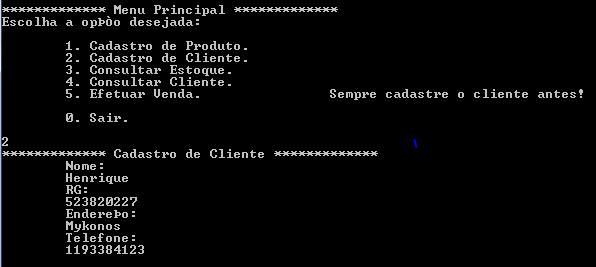 ************* Menu Principal *************
Escolha a opÞòo desejada:
1. Cadastro de Produto.
2. Cadastro de Cliente.
3. Consultar Estoque.
4. Consultar Cliente.
5. Efetuar Venda. Sempre cadastre o cliente antes!
0. Sair.
2
************* Cadastro de Cliente *************
Nome:
Henrique
RG:
523820227
EndereÞo:
Mykonos
Telefone:
1193384123